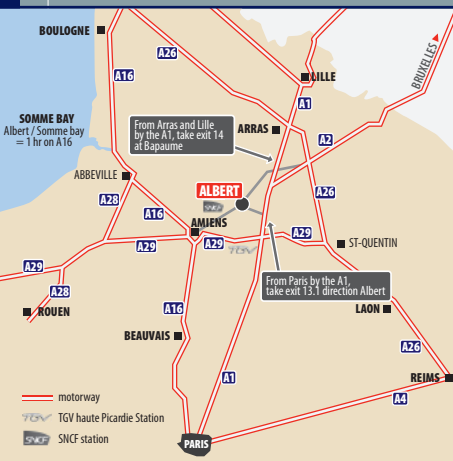 BOULOGNE
A26
A16
LILLE
BRUXELLES
A1
SOMME BAY
Albert / Somme bay
= 1 hr on A16
From Arras and Lille
by the A1, take exit 14
at Bapaume
ARRAS
A2
ABBEVILLE
ALBERT
A26
A28
A16
SNCF
AMIENS
A29
A29
TGV
A29
ST-QUENTIN
A29
A28
From Paris by the A1,
take exit 13.1 direction Albert
ROUEN
A16
LAON
BEAUVAIS
A26
A1
REIMS
A4
motorway
TGV
TGV haute Picardie Station
SNCF
SNCF station
PARIS